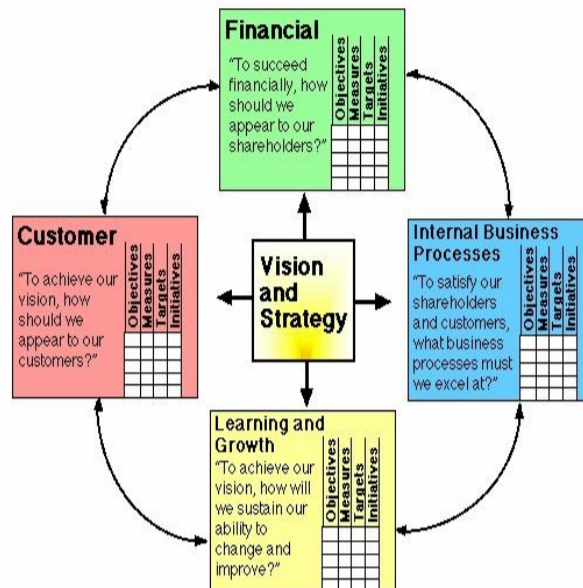 Financial
"To succeed
financially, how
should we
appear to our
shareholders?"
Objectives
Measures
Targets
Initiatives
Customer
"To achieve our
vision, how
should we
appear to our
customers?"
Objectives
Measures
Targets
Initiatives
Vision
and
Strategy
Internal Business
Processes
"To satisfy our
shareholders
and customers,
what business
processes must
we excel at?"
Objectives
Measures
Targets
Initiatives
Learning and
Growth
"To achieve our
vision, how will
we sustain our
ability to
change and
improve?"
Objectives
Measures
Targets
Initiatives